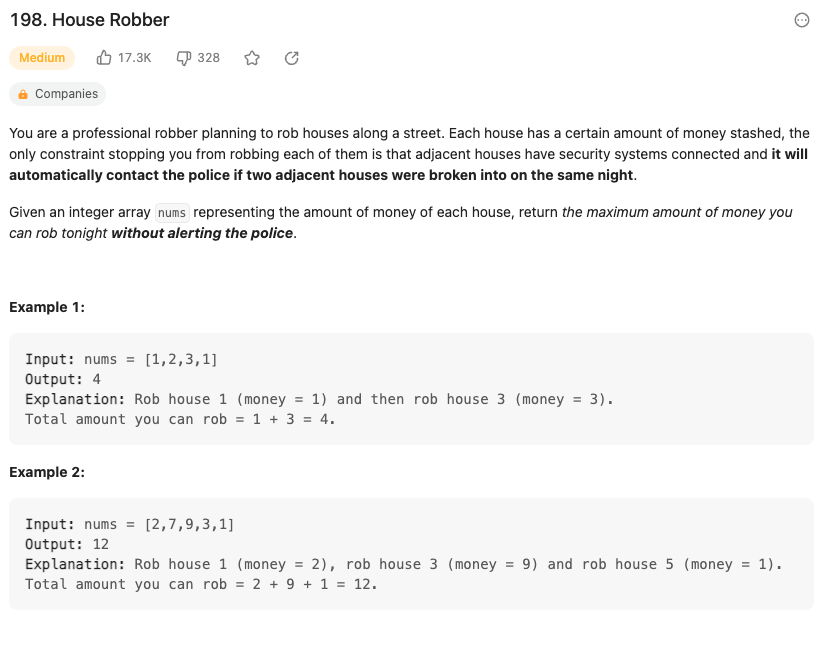 198. House Robber
Medium 17.3K 328
Companies
You are a professional robber planning to rob houses along a street. Each house has a certain amount of money stashed, the
only constraint stopping you from robbing each of them is that adjacent houses have security systems connected and it will
automatically contact the police if two adjacent houses were broken into on the same night.
Given an integer array nums representing the amount of money of each house, return the maximum amount of money you
can rob tonight without alerting the police.
Example 1:
Input: nums = [1,2,3,1]
Output: 4
Explanation: Rob house 1 (money = 1) and then rob house 3 (money = 3).
Total amount you can rob = 1 + 3 = 4.
Example 2:
Input: nums = [2,7,9,3,1]
Output: 12
Explanation: Rob house 1 (money = 2), rob house 3 (money = 9) and rob house 5 (money = 1).
Total amount you can rob = 2 + 9 + 1 = 12.